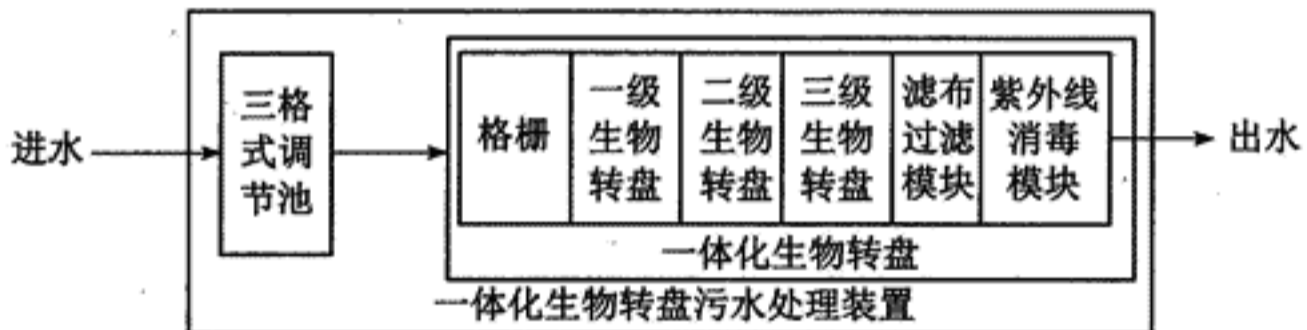 进水
三格
式调
节池
格栅
一级
生物
转盘
二级
生物
转盘
三级
生物
转盘
滤布
过滤
模块
紫外线
消毒
模块
出水
一体化生物转盘
一体化生物转盘污水处理装置